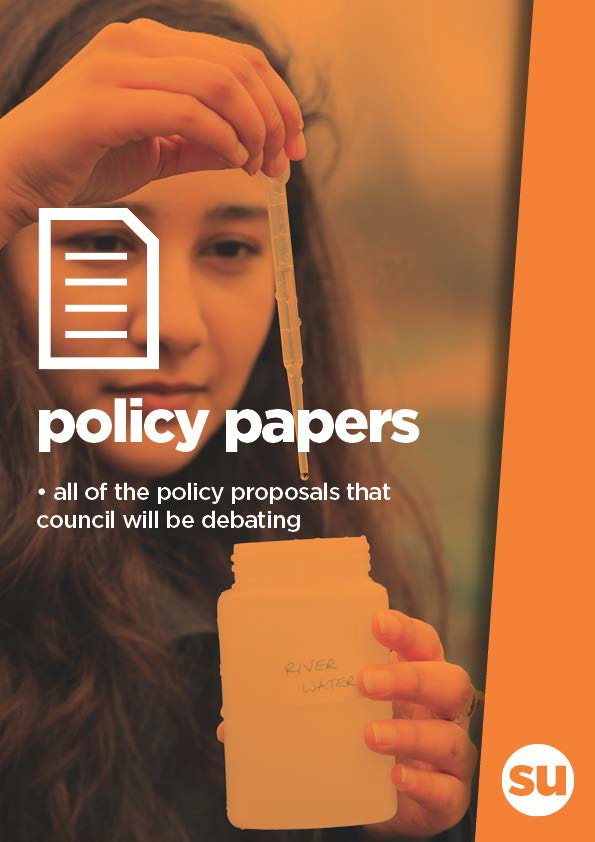 policy papers
• all of the policy proposals that
council will be debating
RIVER
WATER
su